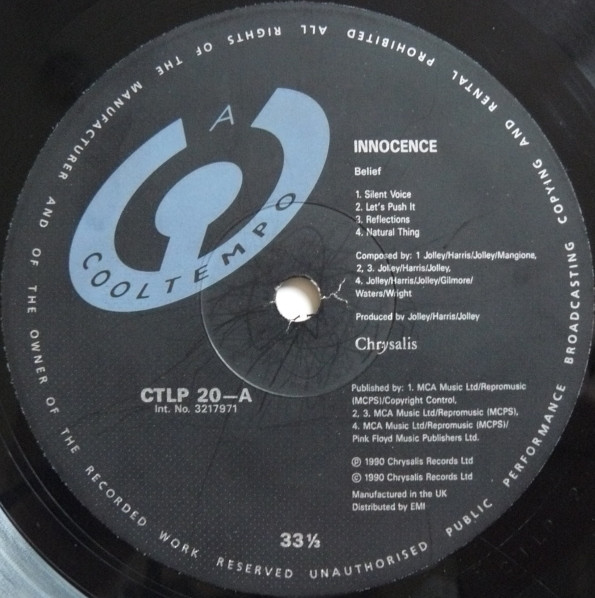 A
COOLTEMPO
INNOCENCE
Belief
1. Silent Voice
2. Let's Push It
3. Reflections
4. Natural Thing
Composed by: 1 Jolley/Harris/Jolley/Mangione,
2, 3. Jolley/Harris/Jolley,
4. Jolley/Harris/Jolley/Gilmore/
Waters/Wright
Produced by Jolley/Harris/Jolley
Chrysalis
CTLP 20—A
Int. No. 3217971
Published by: 1. MCA Music Ltd/Repromusic
(MCPS)/Copyright Control,
2, 3. MCA Music Ltd/Repromusic (MCPS),
4. MCA Music Ltd/Repromusic (MCPS)/
Pink Floyd Music Publishers Ltd.
℗ 1990 Chrysalis Records Ltd
© 1990 Chrysalis Records Ltd
Manufactured in the UK
Distributed by EMI
33⅓
ALL RIGHTS OF THE MANUFACTURER AND OF THE OWNER OF THE RECORDED WORK RESERVED UNAUTHORISED PUBLIC PERFORMANCE BROADCASTING COPYING AND RENTAL PROHIBITED